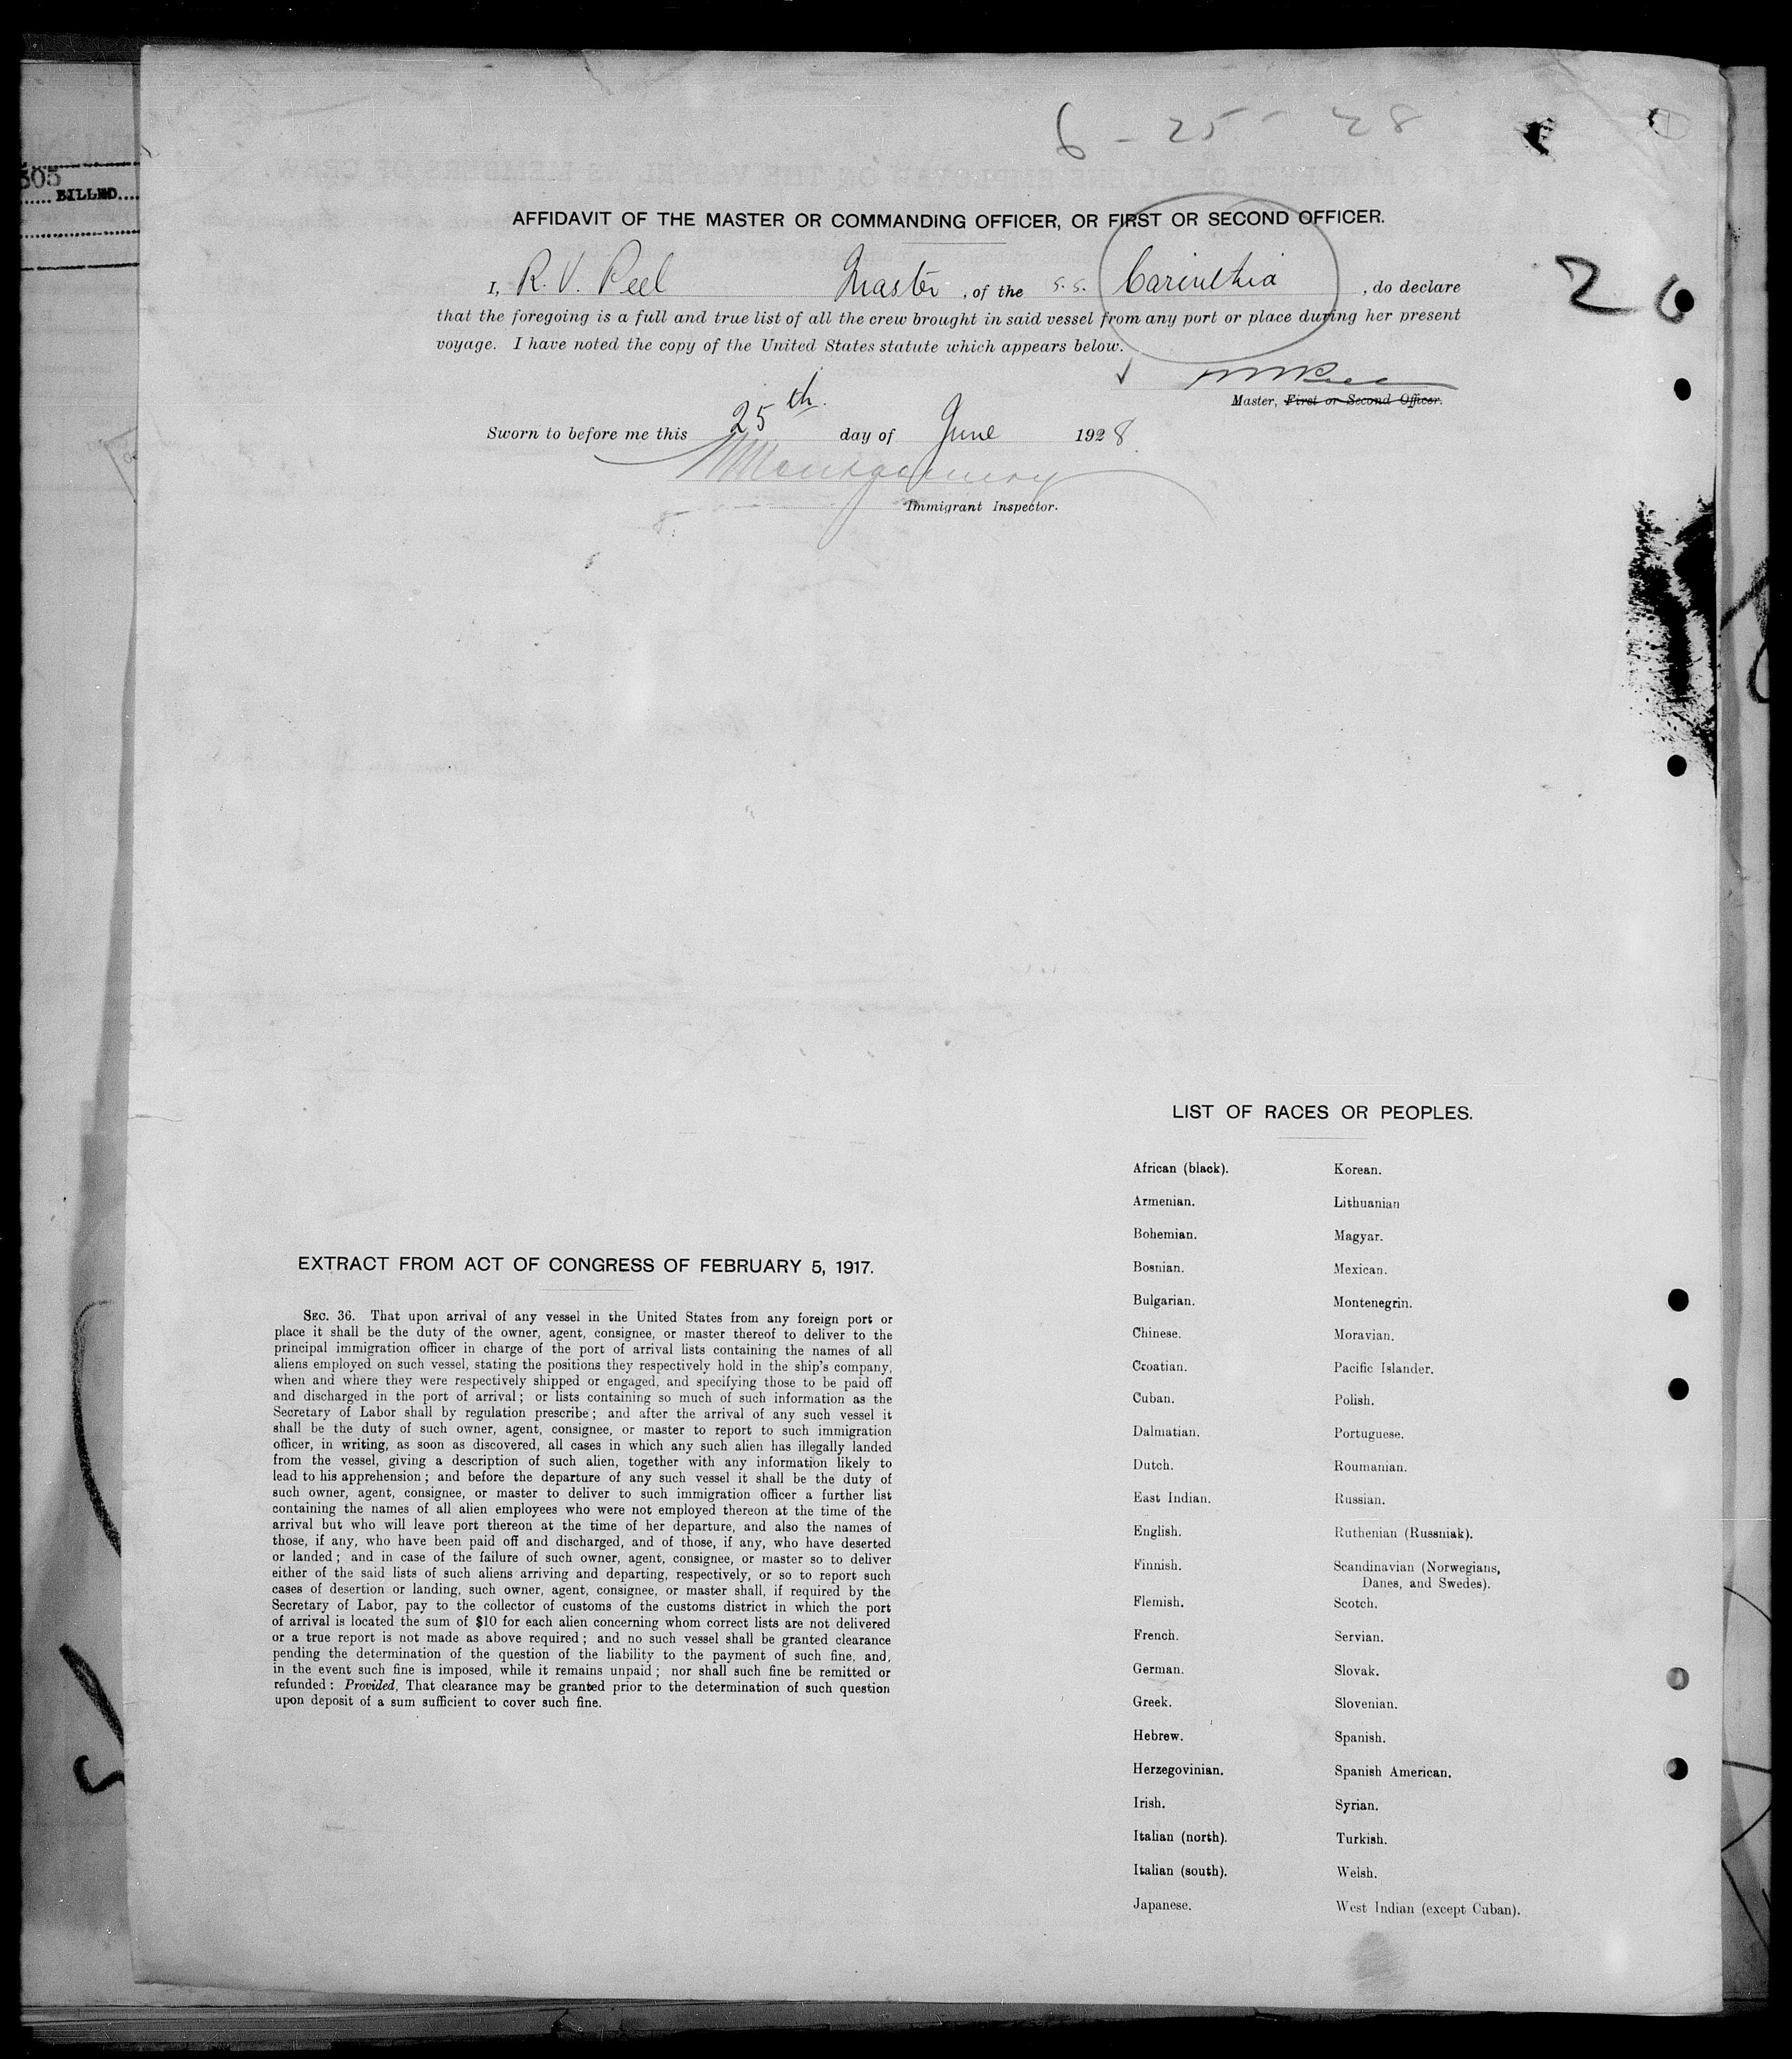 6 - 25 - 28
505
BILLED
AFFIDAVIT OF THE MASTER OR COMMANDING OFFICER, OR FIRST OR SECOND OFFICER.
I, R. V. Peel Master, of the S.S. Carinthia, do declare
26
that the foregoing is a full and true list of all the crew brought in said vessel from any port or place during her present
voyage. I have noted the copy of the United States statute which appears below.
Master, First or Second Officer.
Sworn to before me this 25th day of June 1928
Montgomery
Immigrant Inspector.
LIST OF RACES OR PEOPLES.
African (black). Korean.
Armenian. Lithuanian
Bohemian. Magyar.
Bosnian. Mexican.
Bulgarian. Montenegrin.
Chinese. Moravian.
Croatian. Pacific Islander.
Cuban. Polish.
Dalmatian. Portuguese.
Dutch. Roumanian.
East Indian. Russian.
English. Ruthenian (Russniak).
Finnish. Scandinavian (Norwegians,
Danes, and Swedes).
Flemish. Scotch.
French. Servian.
German. Slovak.
Greek. Slovenian.
Hebrew. Spanish.
Herzegovinian. Spanish American.
Irish. Syrian.
Italian (north). Turkish.
Italian (south). Welsh.
Japanese. West Indian (except Cuban).
EXTRACT FROM ACT OF CONGRESS OF FEBRUARY 5, 1917.
SEC. 36. That upon arrival of any vessel in the United States from any foreign port or
place it shall be the duty of the owner, agent, consignee, or master thereof to deliver to the
principal immigration officer in charge of the port of arrival lists containing the names of all
aliens employed on such vessel, stating the positions they respectively hold in the ship's company,
when and where they were respectively shipped or engaged, and specifying those to be paid off
and discharged in the port of arrival; or lists containing so much of such information as the
Secretary of Labor shall by regulation prescribe; and after the arrival of any such vessel it
shall be the duty of such owner, agent, consignee, or master to report to such immigration
officer, in writing, as soon as discovered, all cases in which any such alien has illegally landed
from the vessel, giving a description of such alien, together with any information likely to
lead to his apprehension; and before the departure of any such vessel it shall be the duty of
such owner, agent, consignee, or master to deliver to such immigration officer a further list
containing the names of all alien employees who were not employed thereon at the time of the
arrival but who will leave port thereon at the time of her departure, and also the names of
those, if any, who have been paid off and discharged, and of those, if any, who have deserted
or landed; and in case of the failure of such owner, agent, consignee, or master so to deliver
either of the said lists of such aliens arriving and departing, respectively, or so to report such
cases of desertion or landing, such owner, agent, consignee, or master shall, if required by the
Secretary of Labor, pay to the collector of customs of the customs district in which the port
of arrival is located the sum of $10 for each alien concerning whom correct lists are not delivered
or a true report is not made as above required; and no such vessel shall be granted clearance
pending the determination of the question of the liability to the payment of such fine, and,
in the event such fine is imposed, while it remains unpaid; nor shall such fine be remitted or
refunded: Provided, That clearance may be granted prior to the determination of such question
upon deposit of a sum sufficient to cover such fine.